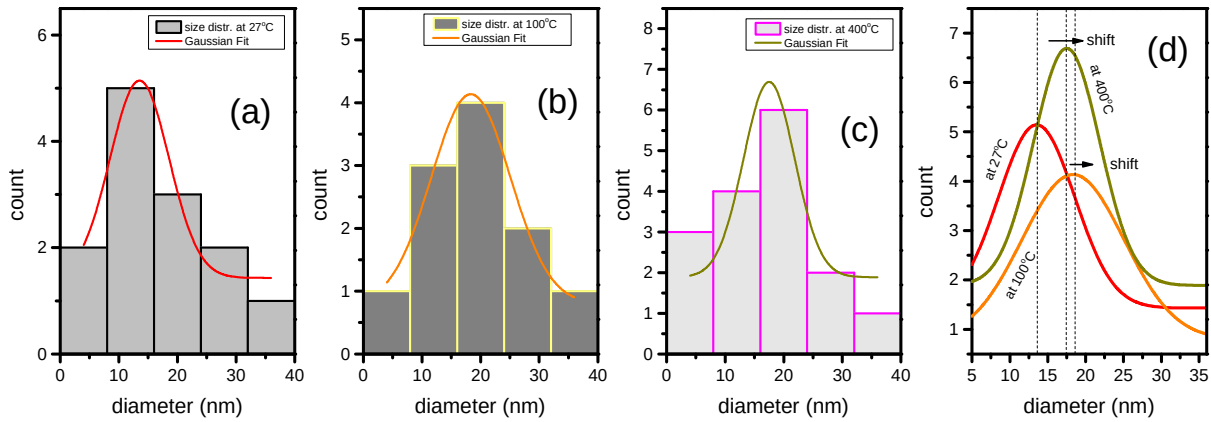 size distr. at 27°C
Gaussian Fit
(a)
count
0
2
4
6
0
10
20
30
40
diameter (nm)
size distr. at 100°C
Gaussian Fit
(b)
count
0
1
2
3
4
5
0
10
20
30
40
diameter (nm)
size distr. at 400°C
Gaussian Fit
(c)
count
0
1
2
3
4
5
6
7
8
0
10
20
30
40
diameter (nm)
(d)
shift
at 400°C
at 27°C
shift
at 100°C
count
1
2
3
4
5
6
7
5
10
15
20
25
30
35
diameter (nm)